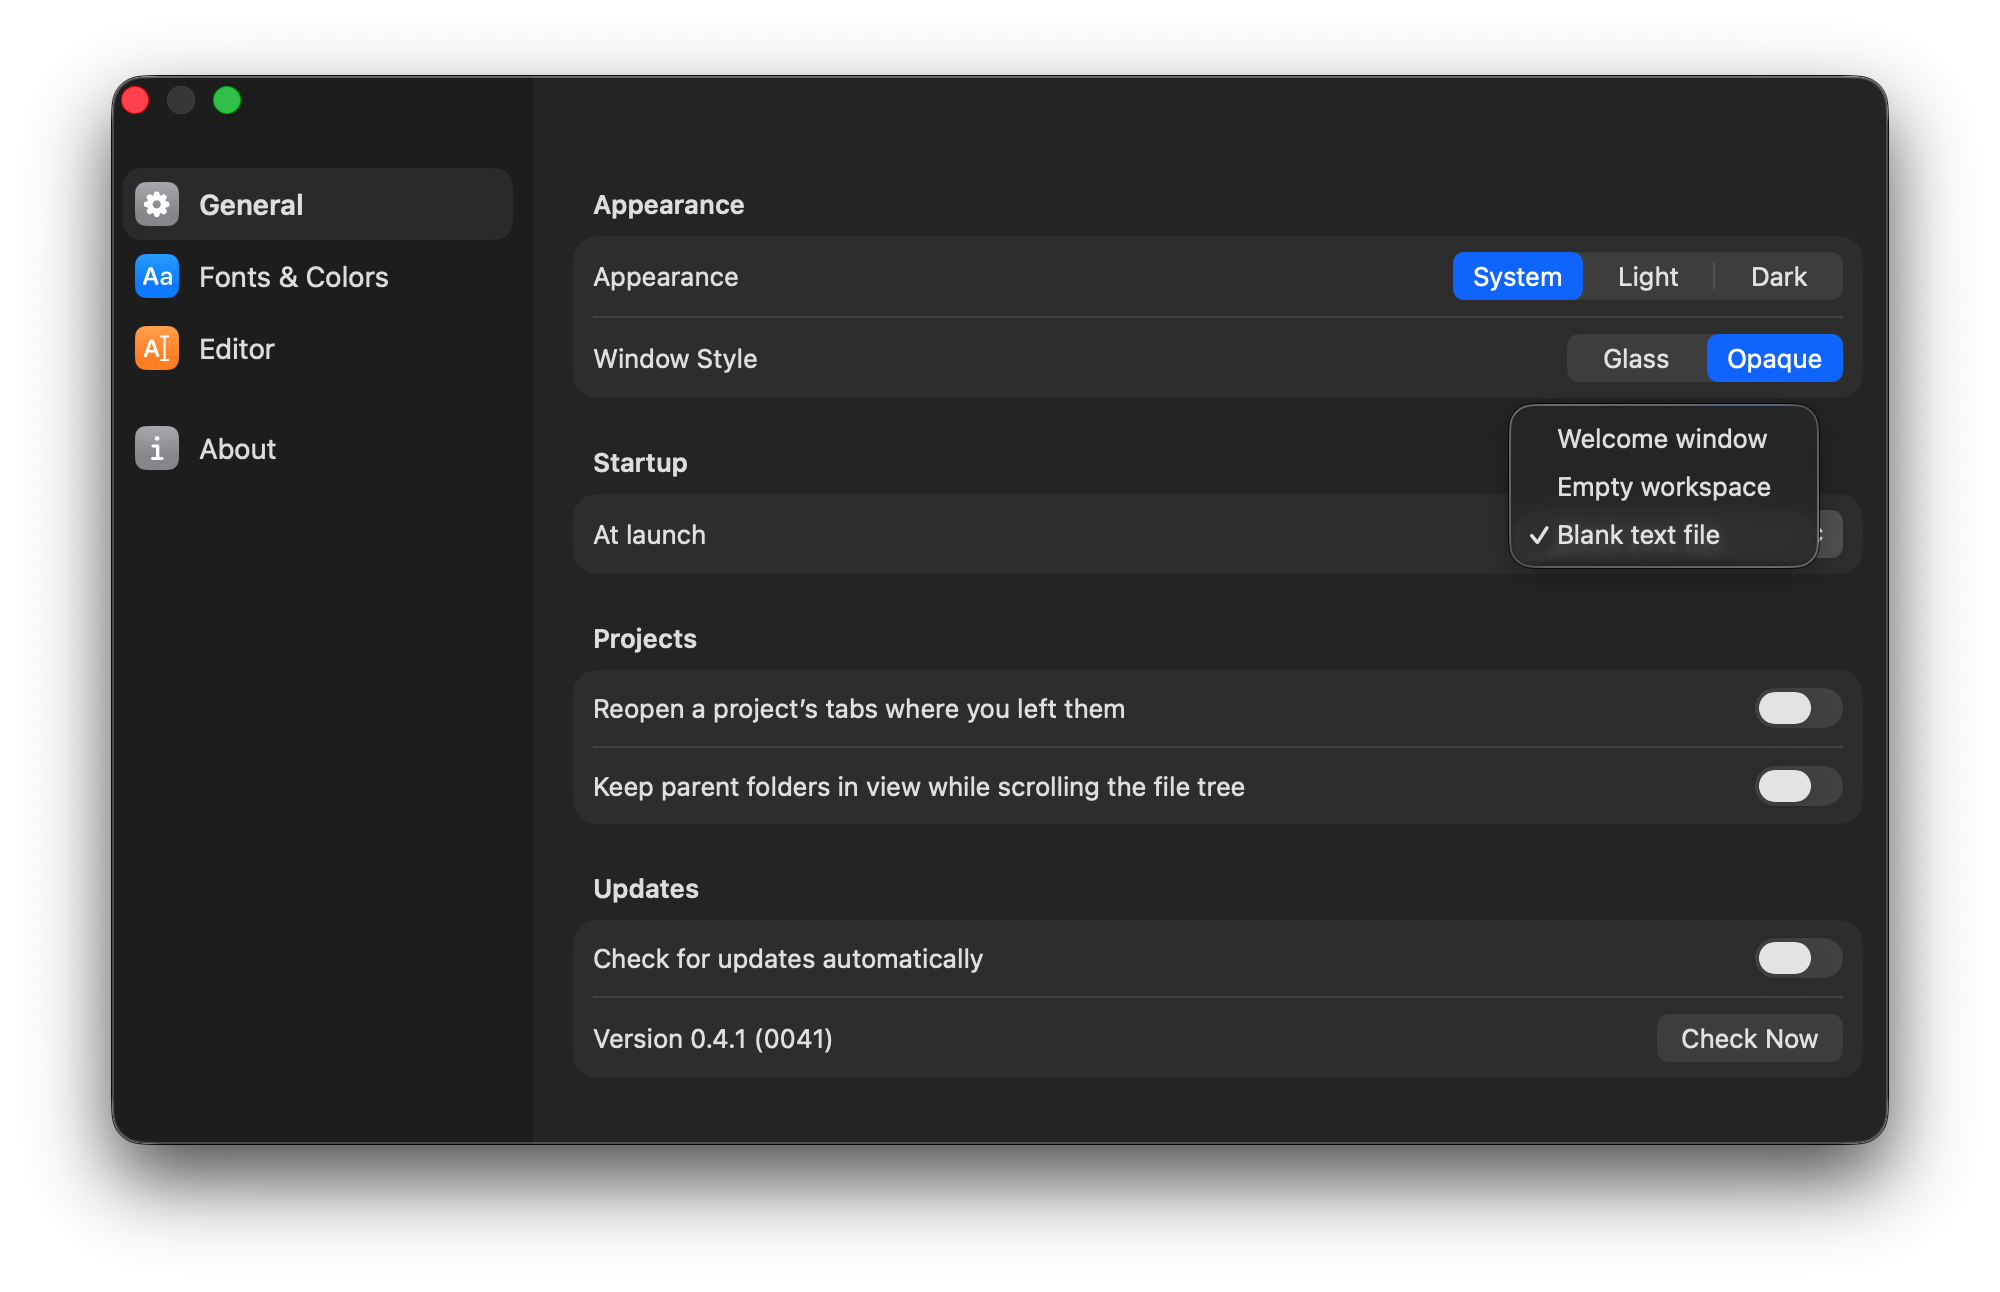 General
Aa Fonts & Colors
A Editor
i About
Appearance
Appearance System Light Dark
Window Style Glass Opaque
Startup
At launch
Welcome window
Empty workspace
✓ Blank text file
Projects
Reopen a project’s tabs where you left them
Keep parent folders in view while scrolling the file tree
Updates
Check for updates automatically
Version 0.4.1 (0041) Check Now